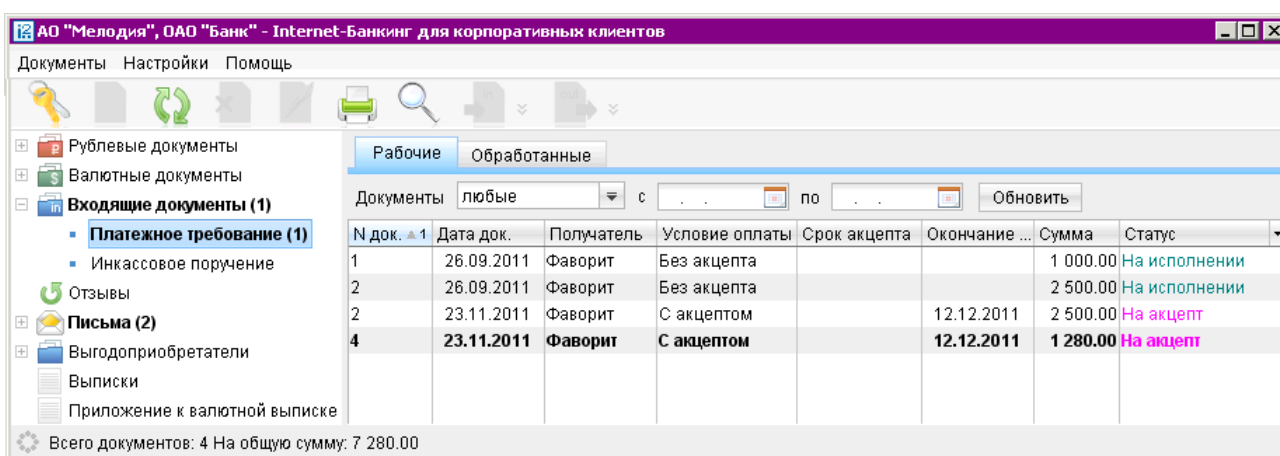 АО "Мелодия", ОАО "Банк" - Internet-Банкинг для корпоративных клиентов
Документы Настройки Помощь
Рублевые документы
Валютные документы
Входящие документы (1)
Платежное требование (1)
Инкассовое поручение
Отзывы
Письма (2)
Выгодоприобретатели
Выписки
Приложение к валютной выписке
Рабочие Обработанные
Документы любые с . . по . . Обновить
N док. 1 Дата док. Получатель Условие оплаты Срок акцепта Окончание ... Сумма Статус
1 26.09.2011 Фаворит Без акцепта 1 000.00 На исполнении
2 26.09.2011 Фаворит Без акцепта 2 500.00 На исполнении
2 23.11.2011 Фаворит С акцептом 12.12.2011 2 500.00 На акцепт
4 23.11.2011 Фаворит С акцептом 12.12.2011 1 280.00 На акцепт
Всего документов: 4 На общую сумму: 7 280.00